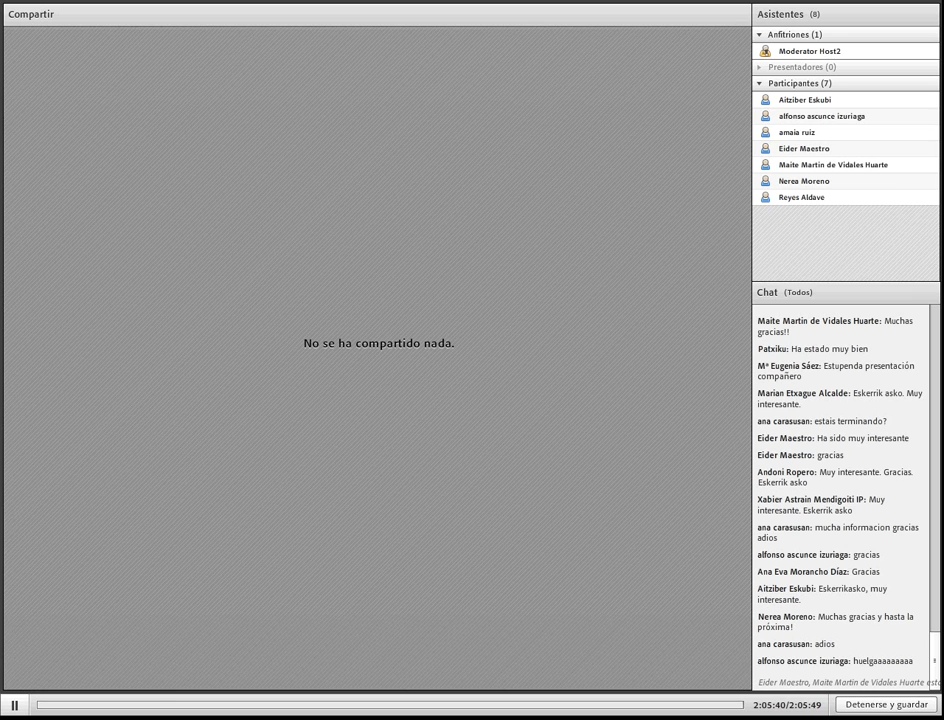 Compartir
No se ha compartido nada.
Asistentes (8)
Anfitriones (1)
Moderator Host2
Presentadores (0)
Participantes (7)
Aitziber Eskubi
alfonso ascunce izuriaga
amaia ruiz
Eider Maestro
Maite Martin de Vidales Huarte
Nerea Moreno
Reyes Aldave
Chat (Todos)
Maite Martin de Vidales Huarte: Muchas
gracias!!
Patxiku: Ha estado muy bien
Mª Eugenia Sáez: Estupenda presentación
compañero
Marian Etxague Alcalde: Eskerrik asko. Muy
interesante.
ana carasusan: estais terminando?
Eider Maestro: Ha sido muy interesante
Eider Maestro: gracias
Andoni Ropero: Muy interesante. Gracias.
Eskerrik asko
Xabier Astrain Mendigoiti IP: Muy
interesante. Eskerrik asko
ana carasusan: mucha informacion gracias
adios
alfonso ascunce izuriaga: gracias
Ana Eva Morancho Díaz: Gracias
Aitziber Eskubi: Eskerrikasko, muy
interesante.
Nerea Moreno: Muchas gracias y hasta la
próxima!
ana carasusan: adios
alfonso ascunce izuriaga: huelgaaaaaaaaa
Eider Maestro, Maite Martin de Vidales Huarte está
2:05:40/2:05:49
Detenerse y guardar